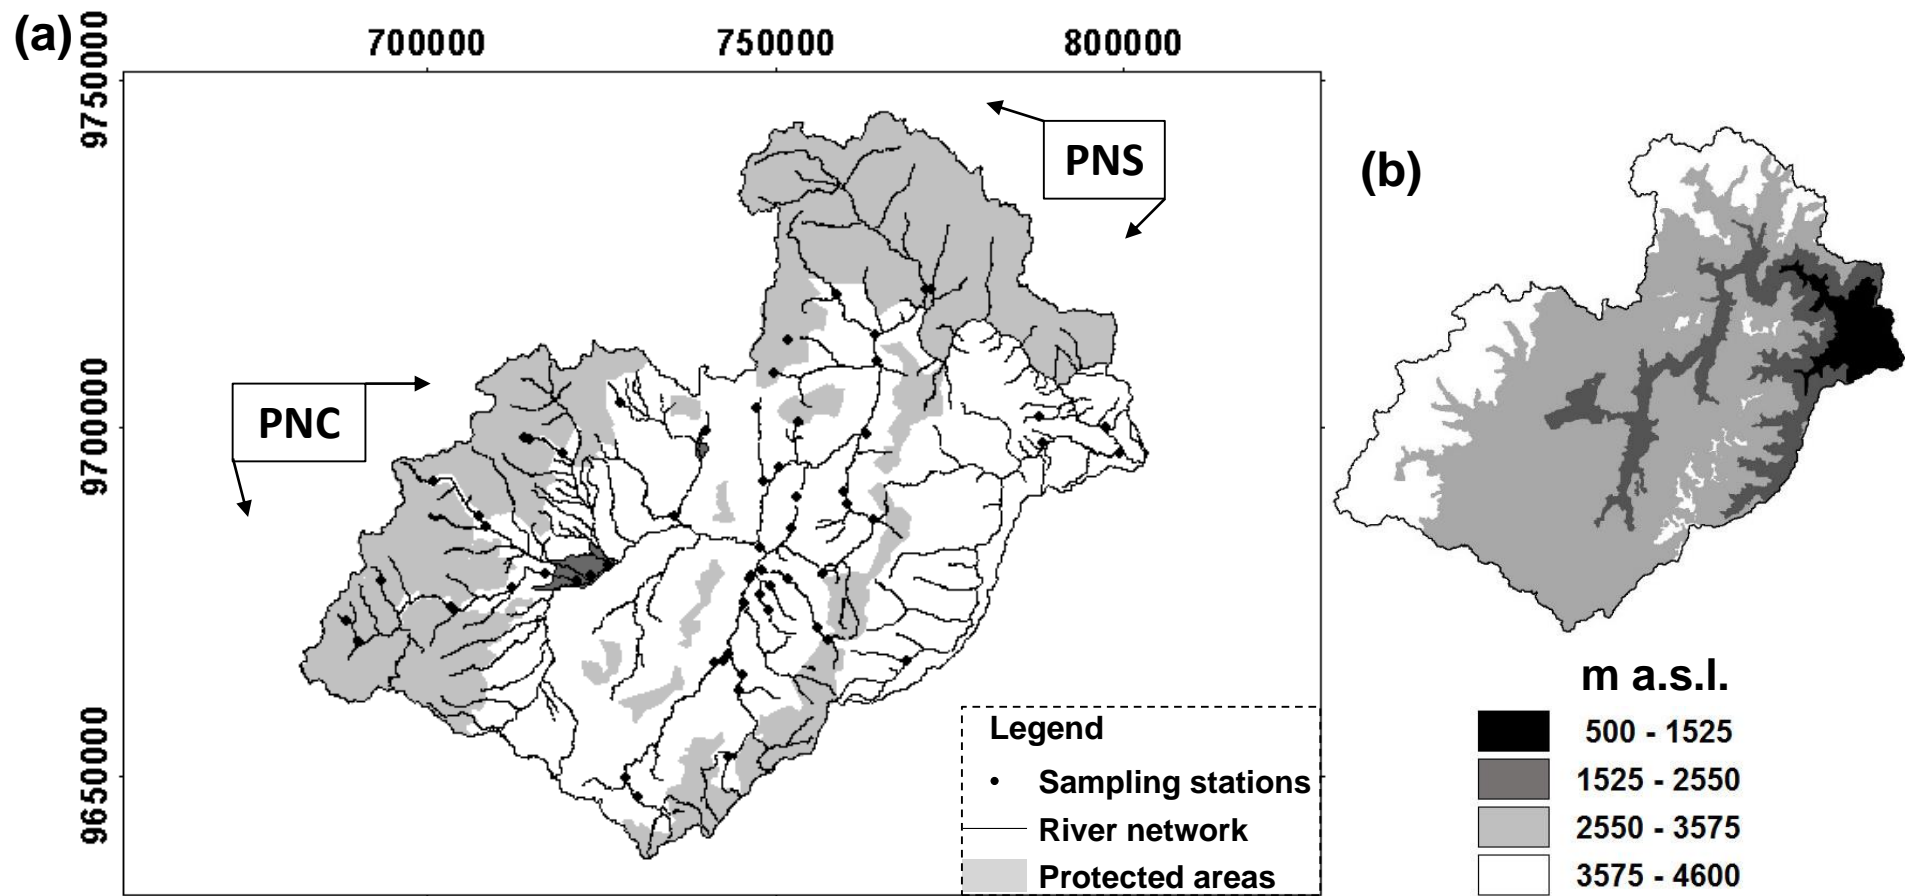 (a)
700000 750000 800000
9750000
9700000
9650000
PNS
PNC
Legend
Sampling stations
River network
Protected areas
(b)
m a.s.l.
500 - 1525
1525 - 2550
2550 - 3575
3575 - 4600